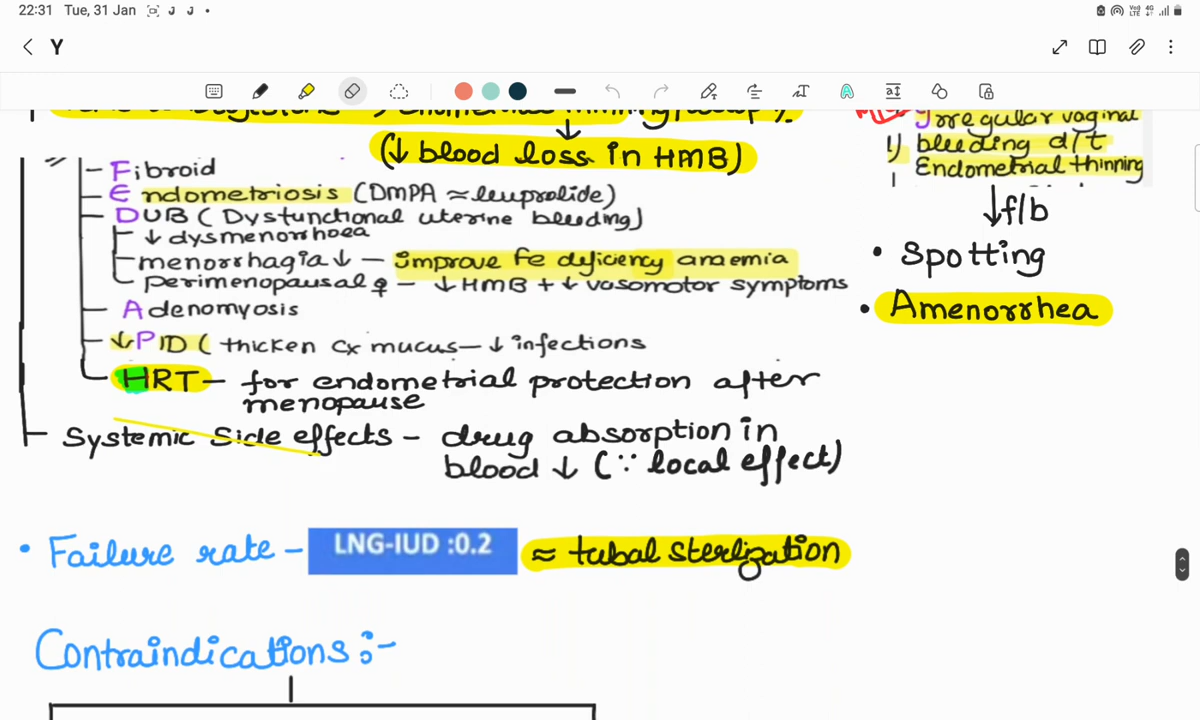 22:31 Tue, 31 Jan
Y
(↓ blood loss in HMB)
- Fibroid
- Endometriosis (DMPA ≈ leuprolide)
- DUB ( Dysfunctional uterine bleeding)
↓ dysmenorrhoea
menorrhagia ↓ - improve Fe deficiency anaemia
perimenopausal ♀ - ↓ HMB + ↓ vasomotor symptoms
Adenomyosis
↓ PID ( thicken Cx mucus - ↓ infections
HRT - for endometrial protection after
menopause
Systemic Side effects - drug absorption in
blood ↓ (∵ local effect)
Irregular vaginal
1) bleeding d/t
Endometrial thinning
↓ f/b
• Spotting
• Amenorrhea
• Failure rate - LNG-IUD :0.2 ≈ tubal sterlization
Contraindications :-